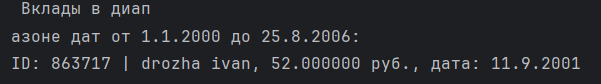 Вклады в диап
азоне дат от 1.1.2000 до 25.8.2006:
ID: 863717 | drozha ivan, 52.000000 руб., дата: 11.9.2001